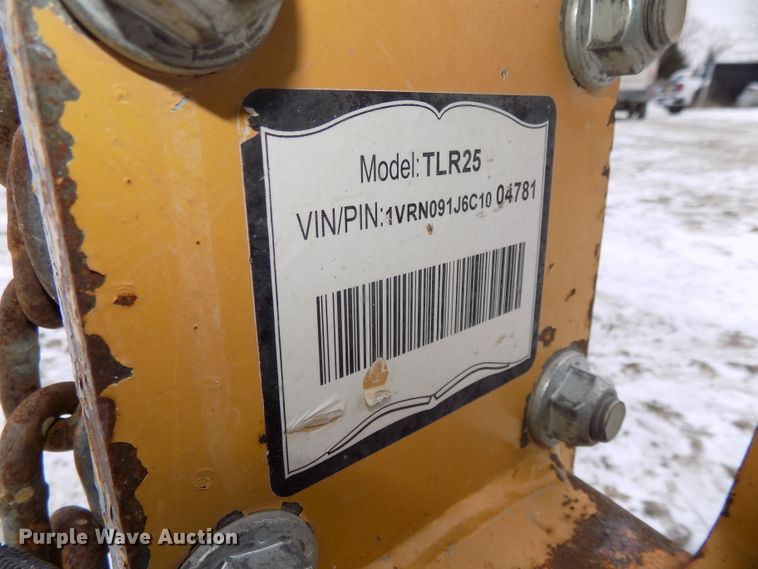 Model: TLR25
VIN/PIN: 1VRN091J6C10 04781
Purple Wave Auction